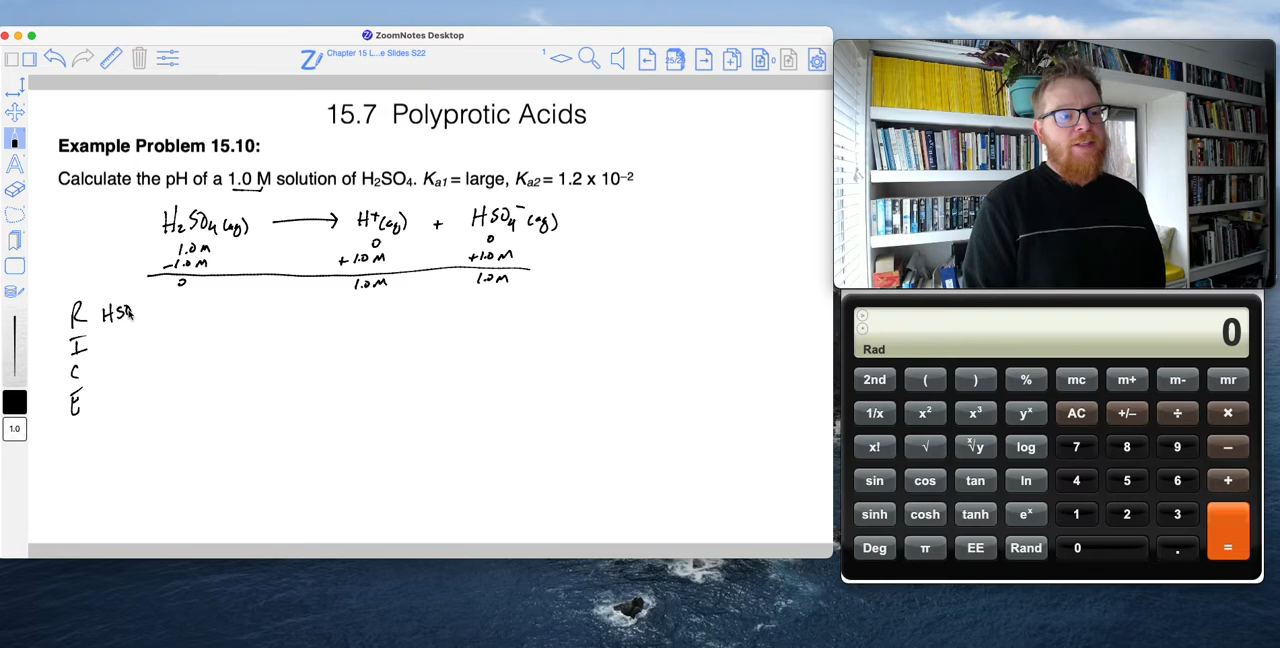 ZoomNotes Desktop
Chapter 15 L...e Slides S22
1
25/29
0
15.7 Polyprotic Acids
Example Problem 15.10:
Calculate the pH of a 1.0 M solution of H₂SO₄. Kₐ₁ = large, Kₐ₂ = 1.2 x 10⁻²
H₂SO₄(aq) ⟶ H⁺(aq) + HSO₄⁻(aq)
1.0 M 0 0
-1.0 M +1.0 M +1.0 M
0 1.0 M 1.0 M
R HSO
I
C
E
1.0
0
Rad
2nd ( ) % mc m+ m- mr
1/x x² x³ yˣ AC +/− ÷ ×
x! √ ˣ√y log 7 8 9 −
sin cos tan ln 4 5 6 +
sinh cosh tanh eˣ 1 2 3 =
Deg π EE Rand 0 .